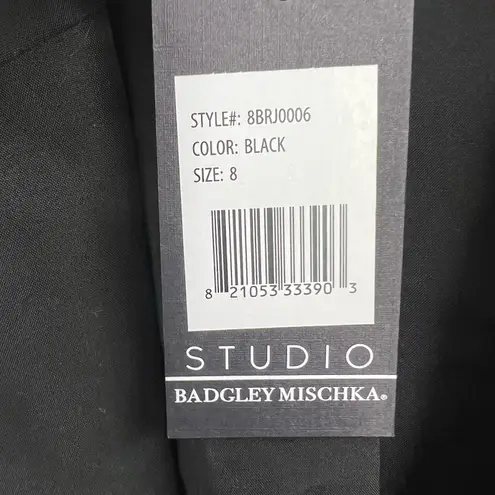 STYLE#: 8BRJ0006
COLOR: BLACK
SIZE: 8
8 21053 33390 3
STUDIO
BADGLEY MISCHKA®